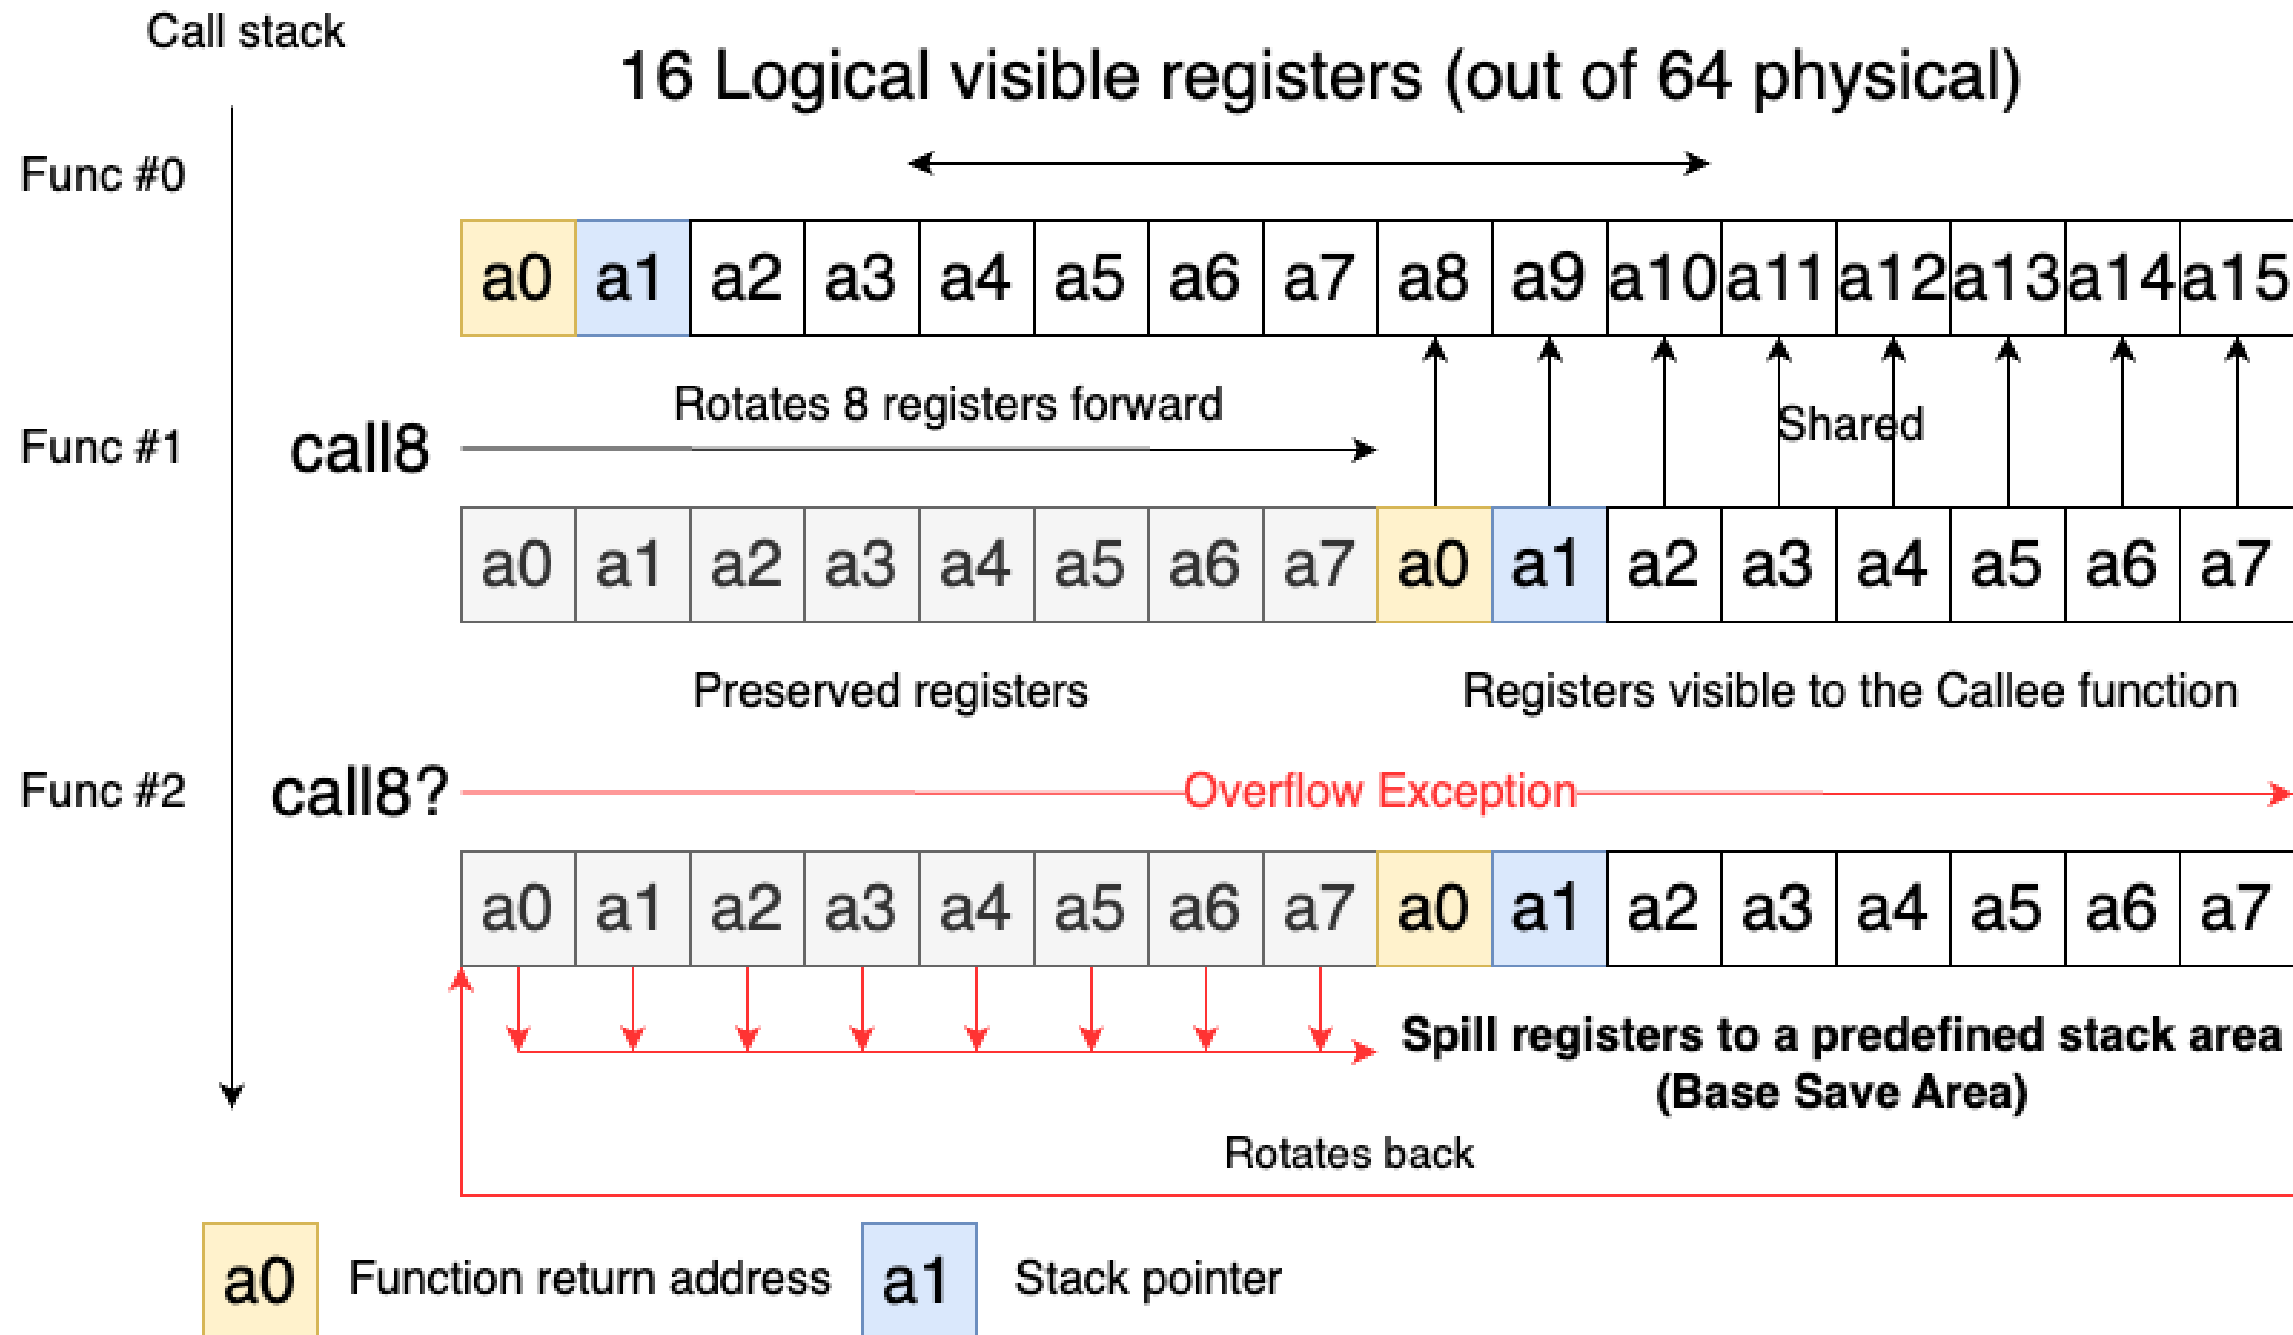 Call stack
16 Logical visible registers (out of 64 physical)
Func #0
a0 a1 a2 a3 a4 a5 a6 a7 a8 a9 a10 a11 a12 a13 a14 a15
Rotates 8 registers forward
Shared
Func #1
call8
a0 a1 a2 a3 a4 a5 a6 a7 a0 a1 a2 a3 a4 a5 a6 a7
Preserved registers
Registers visible to the Callee function
Func #2
call8?
Overflow Exception
a0 a1 a2 a3 a4 a5 a6 a7 a0 a1 a2 a3 a4 a5 a6 a7
Spill registers to a predefined stack area
(Base Save Area)
Rotates back
a0 Function return address
a1 Stack pointer